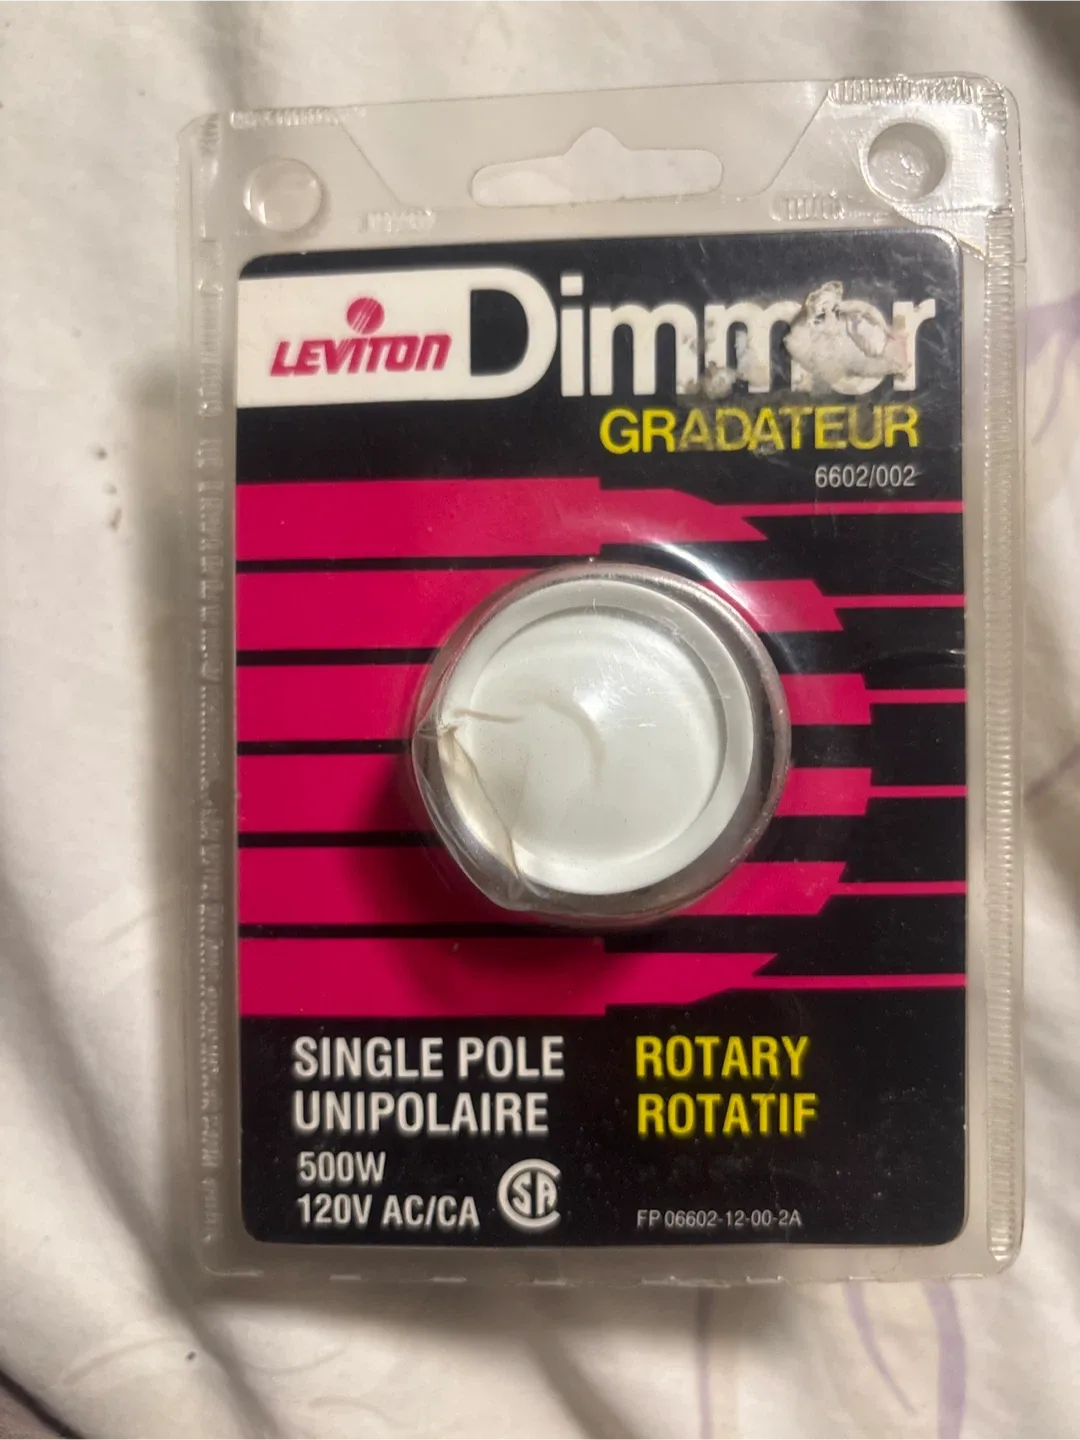 LEVITON
Dimmer
GRADATEUR
6602/002
SINGLE POLE
UNIPOLAIRE
500W
120V AC/CA
CSA
ROTARY
ROTATIF
FP 06602-12-00-2A